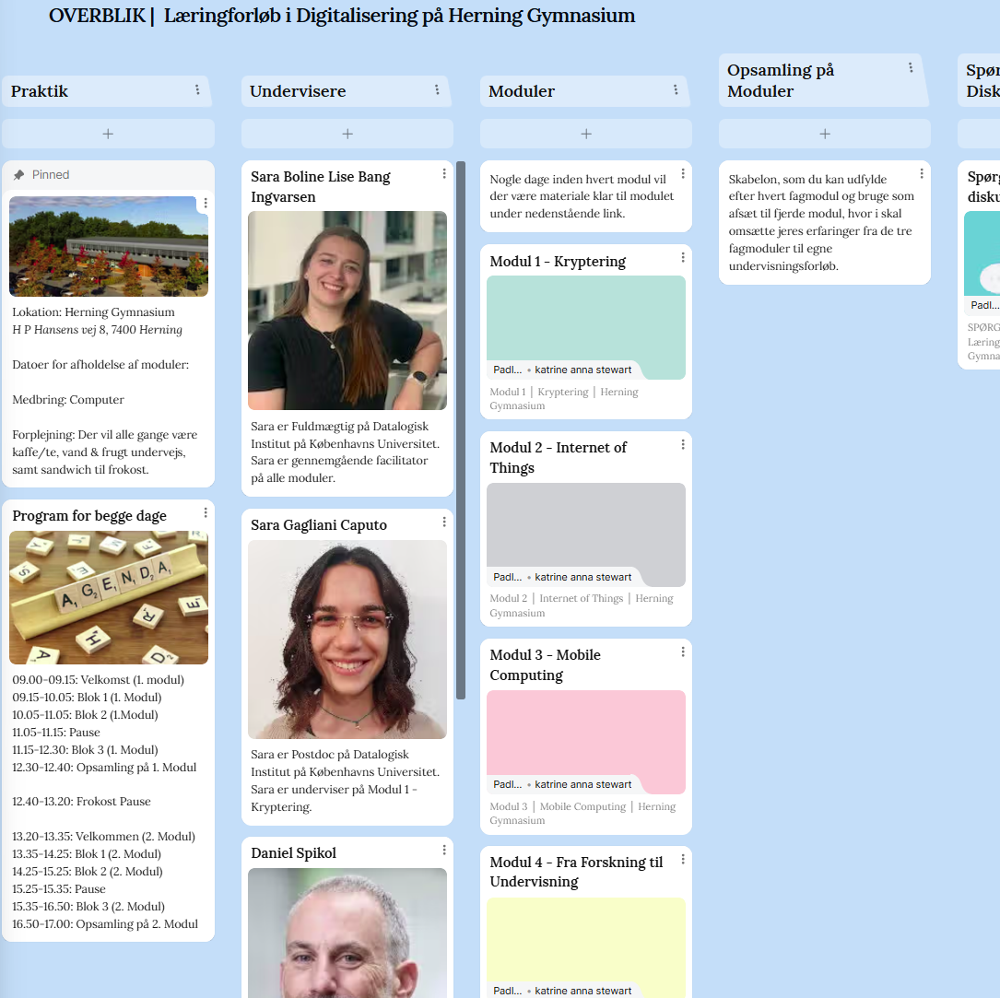 OVERBLIK | Læringforløb i Digitalisering på Herning Gymnasium
Praktik
Pinned
Lokation: Herning Gymnasium
H P Hansens vej 8, 7400 Herning
Datoer for afholdelse af moduler:
Medbring: Computer
Forplejning: Der vil alle gange være
kaffe/te, vand & frugt undervejs,
samt sandwich til frokost.
Program for begge dage
AGENDA
09.00-09.15: Velkomst (1. modul)
09.15-10.05: Blok 1 (1. Modul)
10.05-11.05: Blok 2 (1.Modul)
11.05-11.15: Pause
11.15-12.30: Blok 3 (1. Modul)
12.30-12.40: Opsamling på 1. Modul
12.40-13.20: Frokost Pause
13.20-13.35: Velkommen (2. Modul)
13.35-14.25: Blok 1 (2. Modul)
14.25-15.25: Blok 2 (2. Modul)
15.25-15.35: Pause
15.35-16.50: Blok 3 (2. Modul)
16.50-17.00: Opsamling på 2. Modul
Undervisere
Sara Boline Lise Bang
Ingvarsen
Sara er Fuldmægtig på Datalogisk
Institut på Københavns Universitet.
Sara er gennemgående facilitator
på alle moduler.
Sara Gagliani Caputo
Sara er Postdoc på Datalogisk
Institut på Københavns Universitet.
Sara er underviser på Modul 1 -
Kryptering.
Daniel Spikol
Moduler
Nogle dage inden hvert modul vil
der være materiale klar til modulet
under nedenstående link.
Modul 1 - Kryptering
Padl... • katrine anna stewart
Modul 1 | Kryptering | Herning
Gymnasium
Modul 2 - Internet of
Things
Padl... • katrine anna stewart
Modul 2 | Internet of Things | Herning
Gymnasium
Modul 3 - Mobile
Computing
Padl... • katrine anna stewart
Modul 3 | Mobile Computing | Herning
Gymnasium
Modul 4 - Fra Forskning til
Undervisning
Padl... • katrine anna stewart
Opsamling på
Moduler
Skabelon, som du kan udfylde
efter hvert fagmodul og bruge som
afsæt til fjerde modul, hvor i skal
omsætte jeres erfaringer fra de tre
fagmoduler til egne
undervisningsforløb.
Spør
Disk
Spørg
disku
Padl...
SPØRG
Læring
Gymna